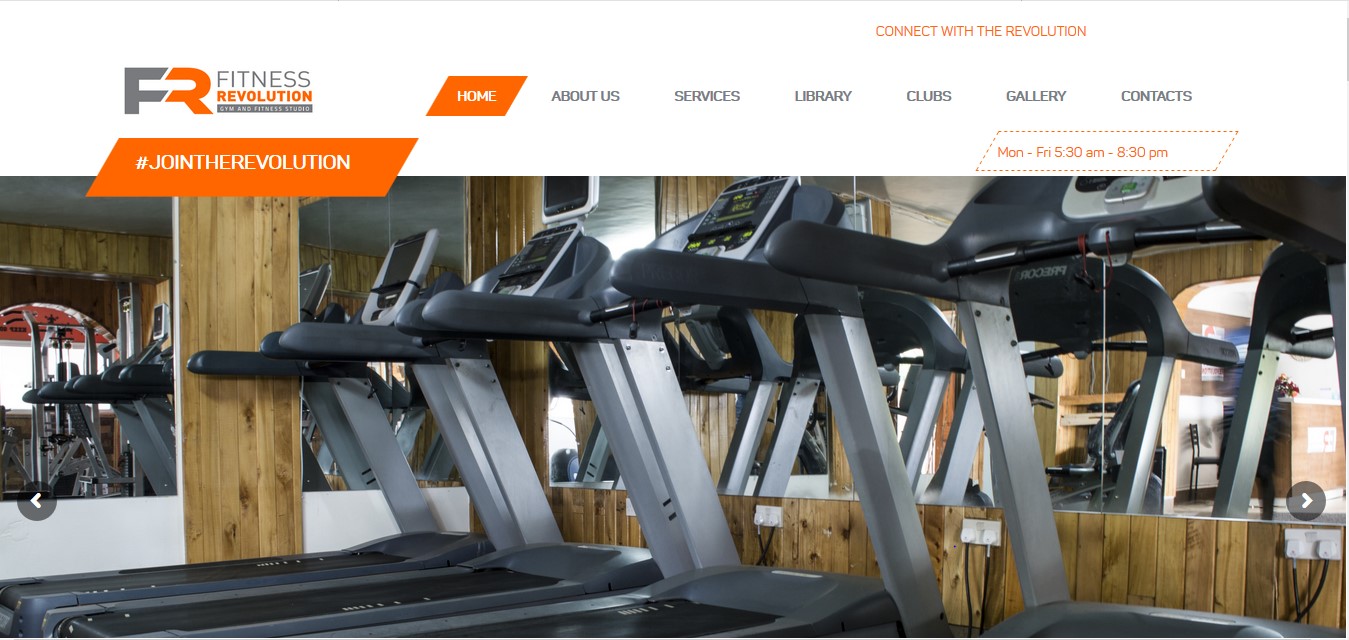 CONNECT WITH THE REVOLUTION
FITNESS
REVOLUTION
GYM AND FITNESS STUDIO
HOME
ABOUT US
SERVICES
LIBRARY
CLUBS
GALLERY
CONTACTS
#JOINTHEREVOLUTION
Mon - Fri 5:30 am - 8:30 pm
PRECOR